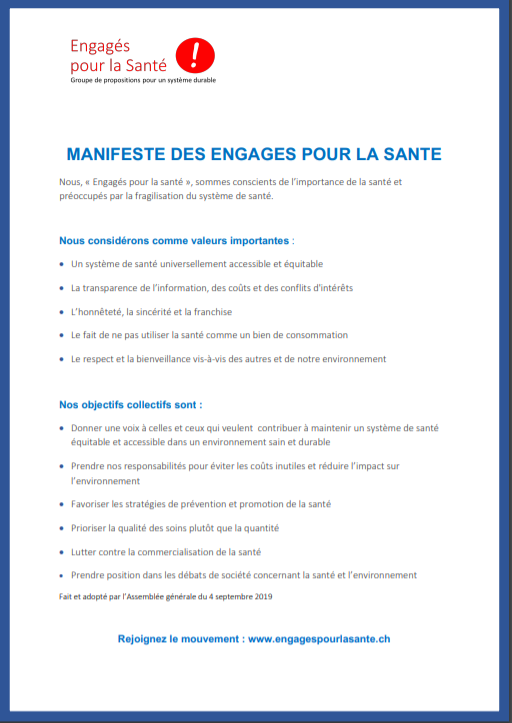 Engagés
pour la Santé
!
Groupe de propositions pour un système durable
MANIFESTE DES ENGAGES POUR LA SANTE
Nous, « Engagés pour la santé », sommes conscients de l'importance de la santé et
préoccupés par la fragilisation du système de santé.
Nous considérons comme valeurs importantes :
• Un système de santé universellement accessible et équitable
• La transparence de l'information, des coûts et des conflits d'intérêts
• L'honnêteté, la sincérité et la franchise
• Le fait de ne pas utiliser la santé comme un bien de consommation
• Le respect et la bienveillance vis-à-vis des autres et de notre environnement
Nos objectifs collectifs sont :
• Donner une voix à celles et ceux qui veulent contribuer à maintenir un système de santé
équitable et accessible dans un environnement sain et durable
• Prendre nos responsabilités pour éviter les coûts inutiles et réduire l'impact sur
l'environnement
• Favoriser les stratégies de prévention et promotion de la santé
• Prioriser la qualité des soins plutôt que la quantité
• Lutter contre la commercialisation de la santé
• Prendre position dans les débats de société concernant la santé et l'environnement
Fait et adopté par l'Assemblée générale du 4 septembre 2019
Rejoignez le mouvement : www.engagespourlasante.ch